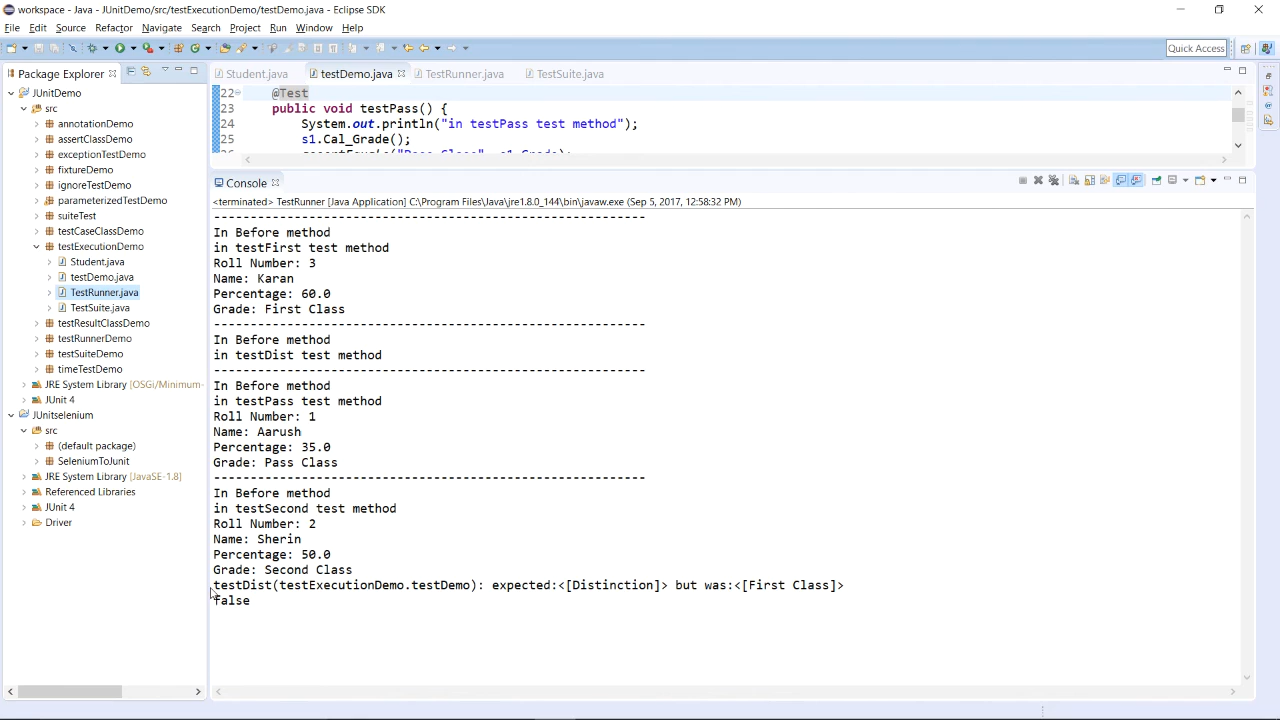 workspace - Java - JUnitDemo/src/testExecutionDemo/testDemo.java - Eclipse SDK
File Edit Source Refactor Navigate Search Project Run Window Help
Quick Access
Package Explorer
Student.java testDemo.java TestRunner.java TestSuite.java
JUnitDemo
src
annotationDemo
assertClassDemo
exceptionTestDemo
fixtureDemo
ignoreTestDemo
parameterizedTestDemo
suiteTest
testCaseClassDemo
testExecutionDemo
Student.java
testDemo.java
TestRunner.java
TestSuite.java
testResultClassDemo
testRunnerDemo
testSuiteDemo
timeTestDemo
JRE System Library [OSGi/Minimum-
JUnit 4
JUnitselenium
src
(default package)
SeleniumToJunit
JRE System Library [JavaSE-1.8]
Referenced Libraries
JUnit 4
Driver
22 @Test
23 public void testPass() {
24 System.out.println("in testPass test method");
25 s1.Cal_Grade();
26 assertEquals("Pass Class", s1.Grade);
Console
<terminated> TestRunner [Java Application] C:\Program Files\Java\jre1.8.0_144\bin\javaw.exe (Sep 5, 2017, 12:58:32 PM)
-----------------------------------------------------------
In Before method
in testFirst test method
Roll Number: 3
Name: Karan
Percentage: 60.0
Grade: First Class
-----------------------------------------------------------
In Before method
in testDist test method
-----------------------------------------------------------
In Before method
in testPass test method
Roll Number: 1
Name: Aarush
Percentage: 35.0
Grade: Pass Class
-----------------------------------------------------------
In Before method
in testSecond test method
Roll Number: 2
Name: Sherin
Percentage: 50.0
Grade: Second Class
testDist(testExecutionDemo.testDemo): expected:<[Distinction]> but was:<[First Class]>
false